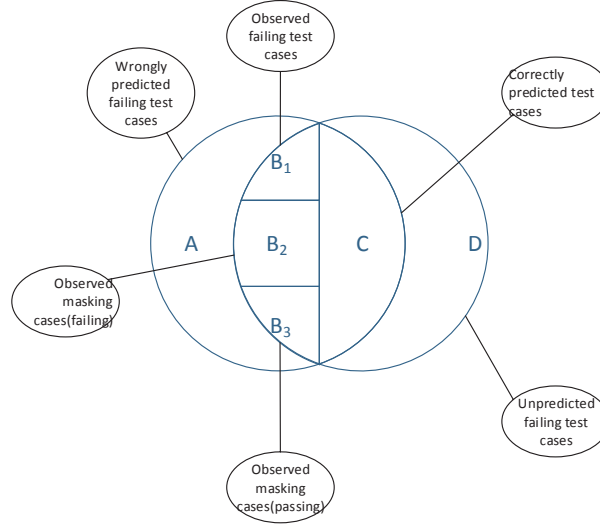 Observed
failing test
cases
Wrongly
predicted
failing test
cases
Correctly
predicted test
cases
B1
A
B2
C
D
Observed
masking
cases(failing)
B3
Unpredicted
failing test
cases
Observed
masking
cases(passing)